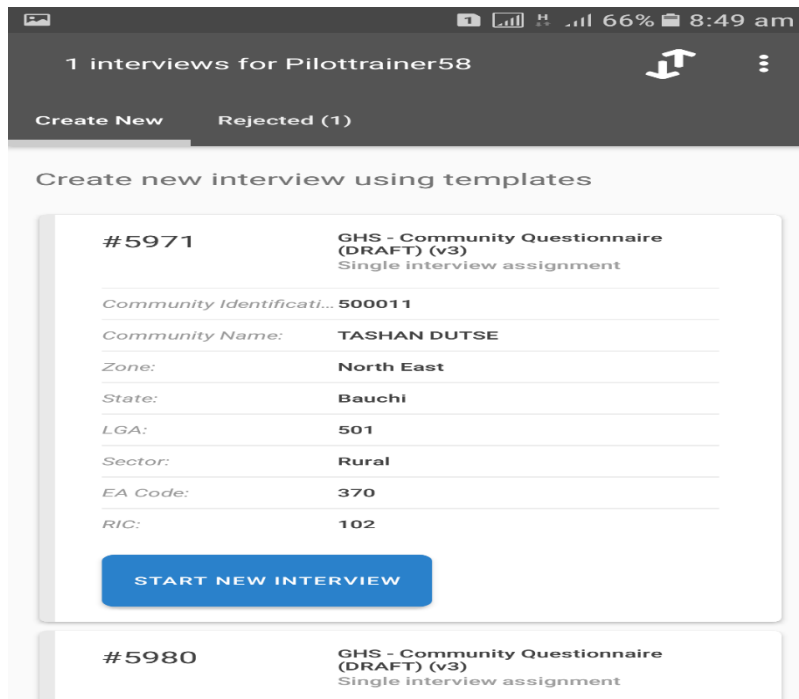 1 66% 8:49 am
1 interviews for Pilottrainer58
Create New Rejected (1)
Create new interview using templates
#5971 GHS - Community Questionnaire
(DRAFT) (v3)
Single interview assignment
Community Identificati... 500011
Community Name: TASHAN DUTSE
Zone: North East
State: Bauchi
LGA: 501
Sector: Rural
EA Code: 370
RIC: 102
START NEW INTERVIEW
#5980 GHS - Community Questionnaire
(DRAFT) (v3)
Single interview assignment